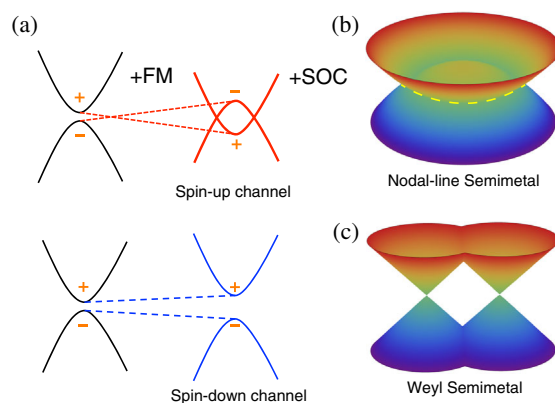 (a)
+FM
+SOC
+
−
−
+
Spin-up channel
+
−
+
−
Spin-down channel
(b)
Nodal-line Semimetal
(c)
Weyl Semimetal